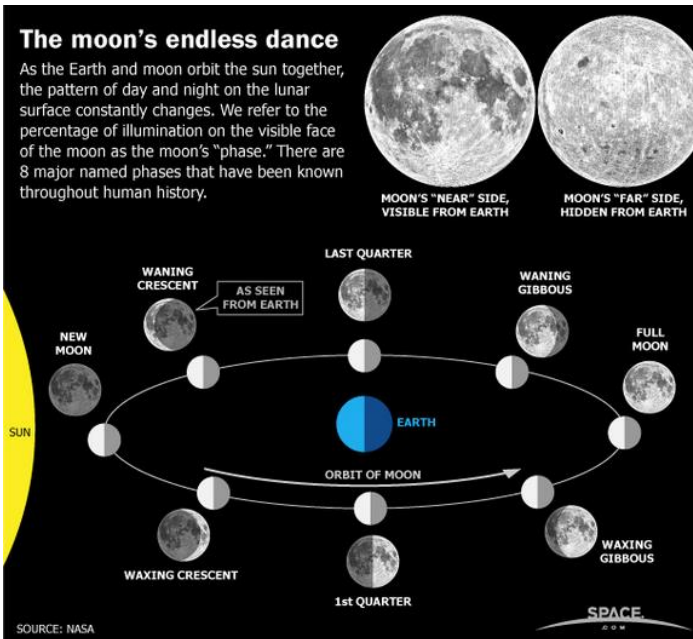 The moon's endless dance
As the Earth and moon orbit the sun together,
the pattern of day and night on the lunar
surface constantly changes. We refer to the
percentage of illumination on the visible face
of the moon as the moon's “phase.” There are
8 major named phases that have been known
throughout human history.
MOON'S “NEAR” SIDE,
VISIBLE FROM EARTH
MOON'S “FAR” SIDE,
HIDDEN FROM EARTH
LAST QUARTER
WANING
CRESCENT
AS SEEN
FROM EARTH
WANING
GIBBOUS
NEW
MOON
FULL
MOON
SUN
EARTH
ORBIT OF MOON
WAXING CRESCENT
1st QUARTER
WAXING
GIBBOUS
SOURCE: NASA
SPACE
.COM